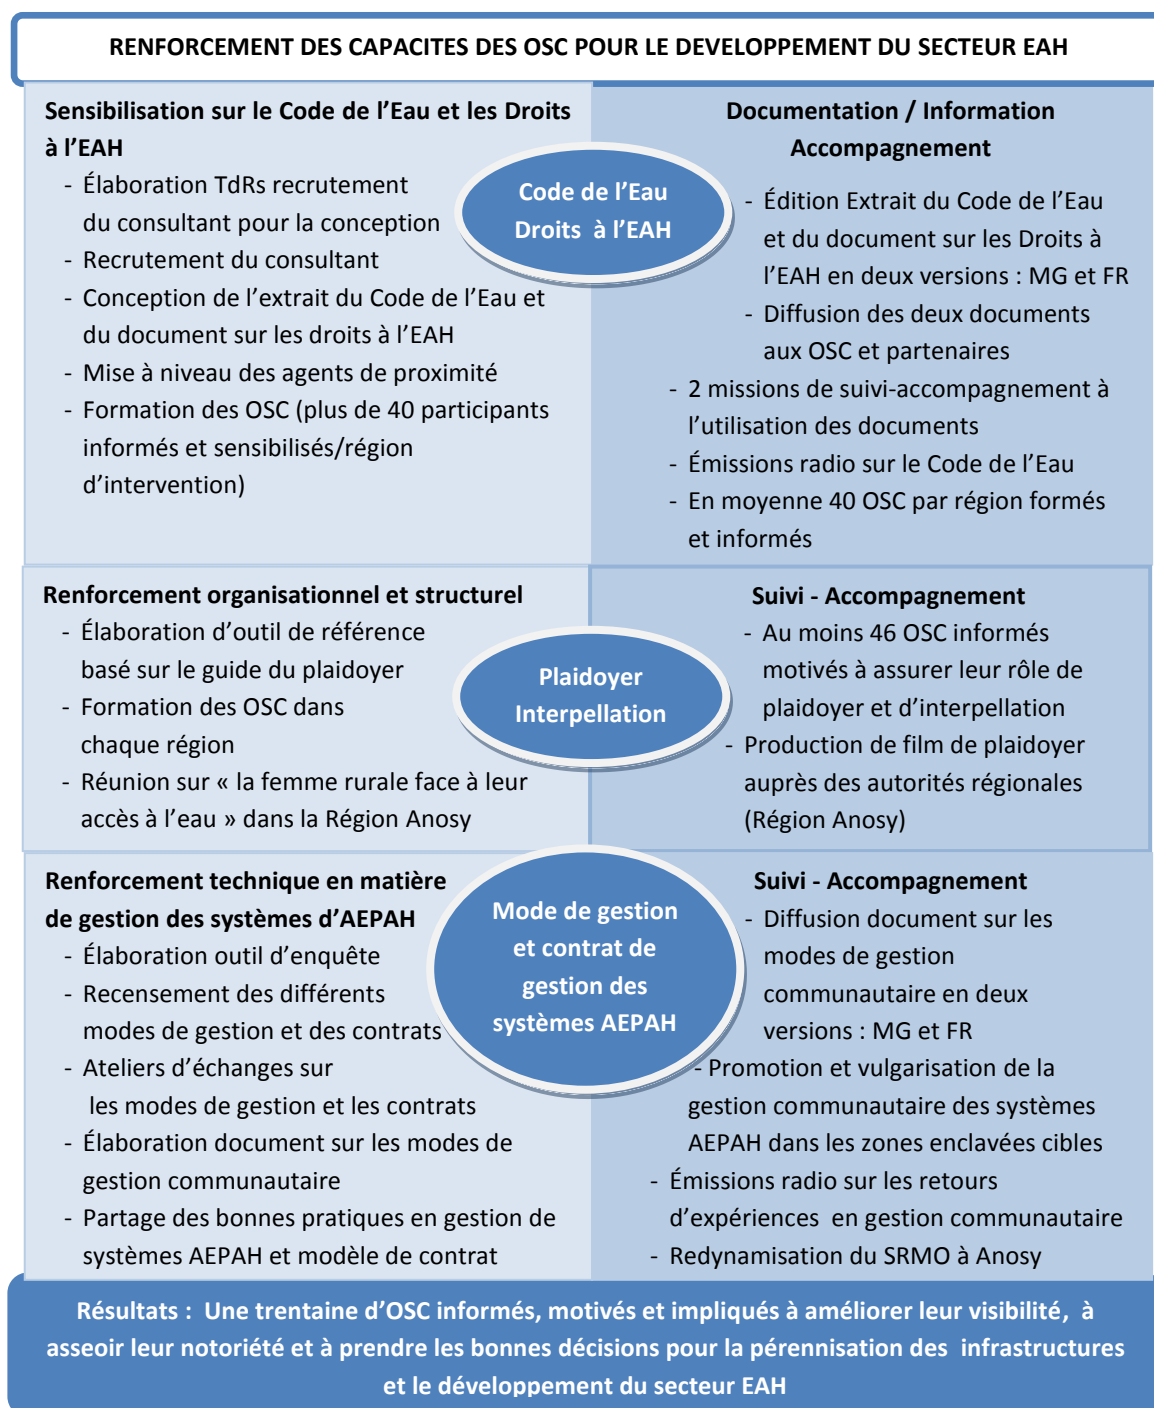 RENFORCEMENT DES CAPACITES DES OSC POUR LE DEVELOPPEMENT DU SECTEUR EAH
Sensibilisation sur le Code de l’Eau et les Droits
à l’EAH
- Élaboration TdRs recrutement
du consultant pour la conception
- Recrutement du consultant
- Conception de l’extrait du Code de l’Eau et
du document sur les droits à l’EAH
- Mise à niveau des agents de proximité
- Formation des OSC (plus de 40 participants
informés et sensibilisés/région
d’intervention)
Code de l’Eau
Droits à l’EAH
Documentation / Information
Accompagnement
- Édition Extrait du Code de l’Eau
et du document sur les Droits à
l’EAH en deux versions : MG et FR
- Diffusion des deux documents
aux OSC et partenaires
- 2 missions de suivi-accompagnement à
l’utilisation des documents
- Émissions radio sur le Code de l’Eau
- En moyenne 40 OSC par région formés
et informés
Renforcement organisationnel et structurel
- Élaboration d’outil de référence
basé sur le guide du plaidoyer
- Formation des OSC dans
chaque région
- Réunion sur « la femme rurale face à leur
accès à l’eau » dans la Région Anosy
Plaidoyer
Interpellation
Suivi - Accompagnement
- Au moins 46 OSC informés
motivés à assurer leur rôle de
plaidoyer et d’interpellation
- Production de film de plaidoyer
auprès des autorités régionales
(Région Anosy)
Renforcement technique en matière
de gestion des systèmes d’AEPAH
- Élaboration outil d’enquête
- Recensement des différents
modes de gestion et des contrats
- Ateliers d’échanges sur
les modes de gestion et les contrats
- Élaboration document sur les modes de
gestion communautaire
- Partage des bonnes pratiques en gestion de
systèmes AEPAH et modèle de contrat
Mode de gestion
et contrat de
gestion des
systèmes AEPAH
Suivi - Accompagnement
- Diffusion document sur les
modes de gestion
communautaire en deux
versions : MG et FR
- Promotion et vulgarisation de la
gestion communautaire des systèmes
AEPAH dans les zones enclavées cibles
- Émissions radio sur les retours
d’expériences en gestion communautaire
- Redynamisation du SRMO à Anosy
Résultats : Une trentaine d’OSC informés, motivés et impliqués à améliorer leur visibilité, à
asseoir leur notoriété et à prendre les bonnes décisions pour la pérennisation des infrastructures
et le développement du secteur EAH